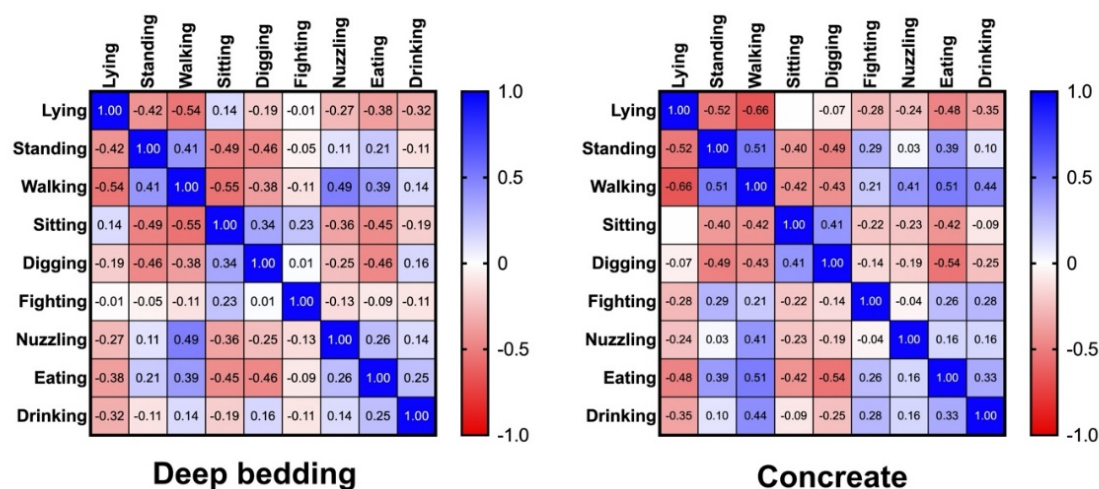 Lying Standing Walking Sitting Digging Fighting Nuzzling Eating Drinking
Lying 1.00 -0.42 -0.54 0.14 -0.19 -0.01 -0.27 -0.38 -0.32
Standing -0.42 1.00 0.41 -0.49 -0.46 -0.05 0.11 0.21 -0.11
Walking -0.54 0.41 1.00 -0.55 -0.38 -0.11 0.49 0.39 0.14
Sitting 0.14 -0.49 -0.55 1.00 0.34 0.23 -0.36 -0.45 -0.19
Digging -0.19 -0.46 -0.38 0.34 1.00 0.01 -0.25 -0.46 0.16
Fighting -0.01 -0.05 -0.11 0.23 0.01 1.00 -0.13 -0.09 -0.11
Nuzzling -0.27 0.11 0.49 -0.36 -0.25 -0.13 1.00 0.26 0.14
Eating -0.38 0.21 0.39 -0.45 -0.46 -0.09 0.26 1.00 0.25
Drinking -0.32 -0.11 0.14 -0.19 0.16 -0.11 0.14 0.25 1.00
1.0
0.5
0
-0.5
-1.0
Deep bedding
Lying Standing Walking Sitting Digging Fighting Nuzzling Eating Drinking
Lying 1.00 -0.52 -0.66 -0.07 -0.28 -0.24 -0.48 -0.35
Standing -0.52 1.00 0.51 -0.40 -0.49 0.29 0.03 0.39 0.10
Walking -0.66 0.51 1.00 -0.42 -0.43 0.21 0.41 0.51 0.44
Sitting -0.40 -0.42 1.00 0.41 -0.22 -0.23 -0.42 -0.09
Digging -0.07 -0.49 -0.43 0.41 1.00 -0.14 -0.19 -0.54 -0.25
Fighting -0.28 0.29 0.21 -0.22 -0.14 1.00 -0.04 0.26 0.28
Nuzzling -0.24 0.03 0.41 -0.23 -0.19 -0.04 1.00 0.16 0.16
Eating -0.48 0.39 0.51 -0.42 -0.54 0.26 0.16 1.00 0.33
Drinking -0.35 0.10 0.44 -0.09 -0.25 0.28 0.16 0.33 1.00
1.0
0.5
0
-0.5
-1.0
Concreate